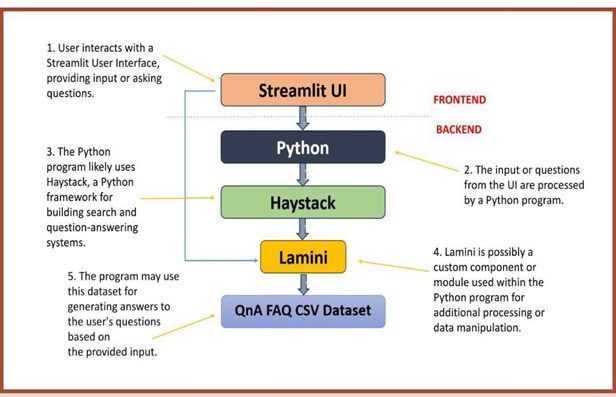 1. User interacts with a
Streamlit User Interface,
providing input or asking
questions.
Streamlit UI
FRONTEND
BACKEND
Python
2. The input or questions
from the UI are processed
by a Python program.
3. The Python
program likely uses
Haystack, a Python
framework for
building search and
question-answering
systems.
Haystack
Lamini
4. Lamini is possibly a
custom component or
module used within the
Python program for
additional processing or
data manipulation.
5. The program may use
this dataset for
generating answers to
the user's questions
based on
the provided input.
QnA FAQ CSV Dataset